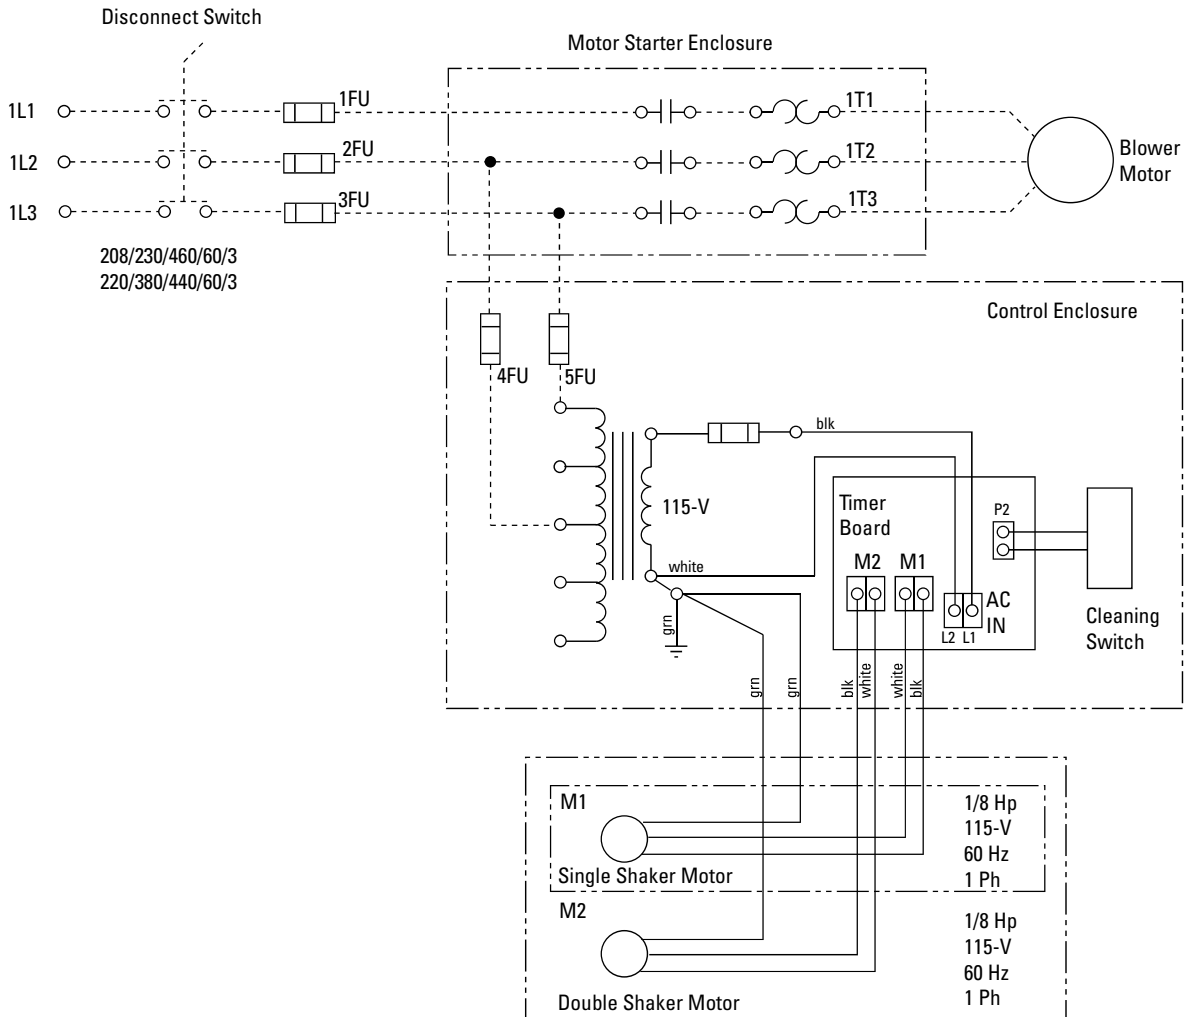 Disconnect Switch
Motor Starter Enclosure
1L1
1FU
1T1
1L2
2FU
1T2
Blower
Motor
1L3
3FU
1T3
208/230/460/60/3
220/380/440/60/3
Control Enclosure
4FU
5FU
blk
115-V
Timer
Board
P2
white
M2
M1
AC
IN
L2
L1
Cleaning
Switch
grn
grn
grn
blk
white
white
blk
M1
1/8 Hp
115-V
60 Hz
1 Ph
Single Shaker Motor
M2
1/8 Hp
115-V
60 Hz
1 Ph
Double Shaker Motor